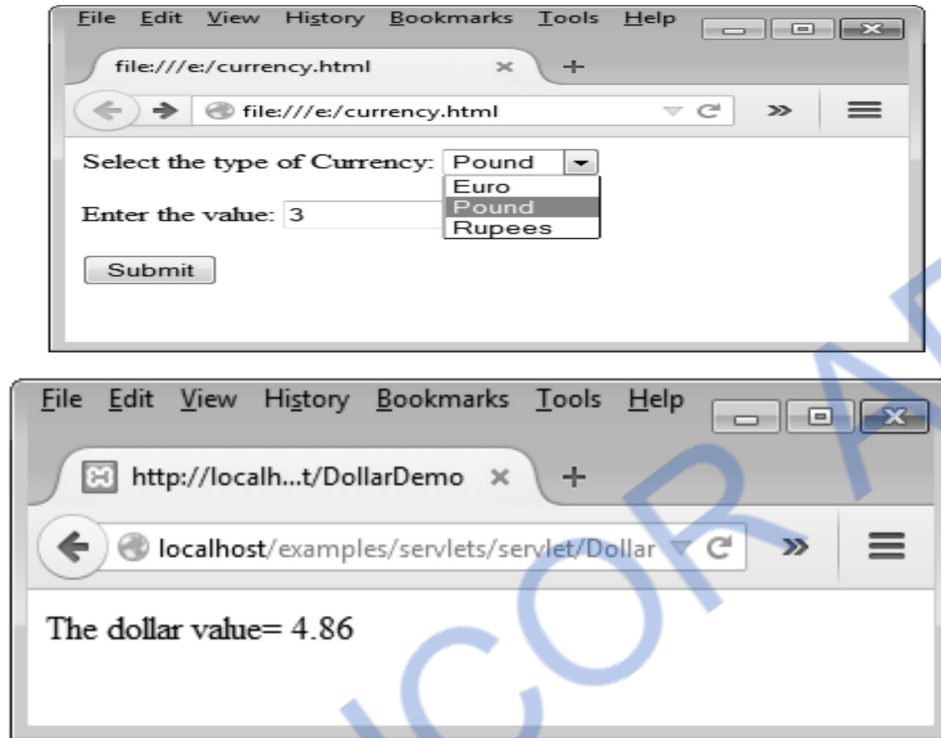 File Edit View History Bookmarks Tools Help
file:///e:/currency.html
file:///e:/currency.html
Select the type of Currency: Pound
Euro
Pound
Rupees
Enter the value: 3
Submit
File Edit View History Bookmarks Tools Help
http://localh...t/DollarDemo
localhost/examples/servlets/servlet/Dollar
The dollar value= 4.86
ICOR AP